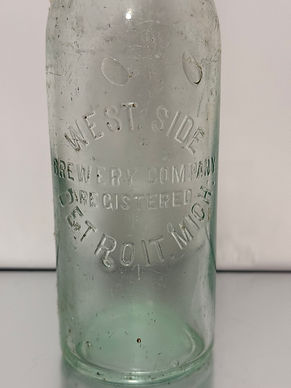 WEST SIDE
BREWERY COMPANY
REGISTERED
DETROIT, MICH.